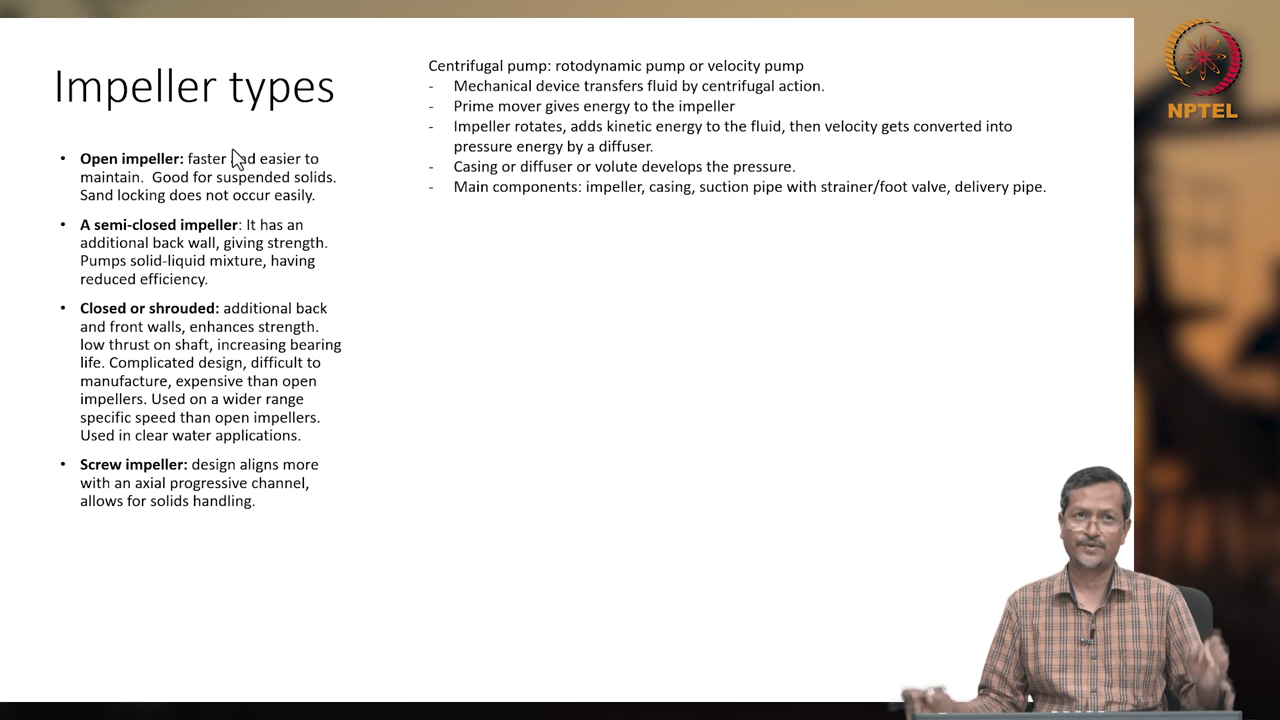 Impeller types
• Open impeller: faster and easier to
maintain.  Good for suspended solids.
Sand locking does not occur easily.
• A semi-closed impeller: It has an
additional back wall, giving strength.
Pumps solid-liquid mixture, having
reduced efficiency.
• Closed or shrouded: additional back
and front walls, enhances strength.
low thrust on shaft, increasing bearing
life. Complicated design, difficult to
manufacture, expensive than open
impellers. Used on a wider range
specific speed than open impellers.
Used in clear water applications.
• Screw impeller: design aligns more
with an axial progressive channel,
allows for solids handling.
Centrifugal pump: rotodynamic pump or velocity pump
- Mechanical device transfers fluid by centrifugal action.
- Prime mover gives energy to the impeller
- Impeller rotates, adds kinetic energy to the fluid, then velocity gets converted into
pressure energy by a diffuser.
- Casing or diffuser or volute develops the pressure.
- Main components: impeller, casing, suction pipe with strainer/foot valve, delivery pipe.
NPTEL